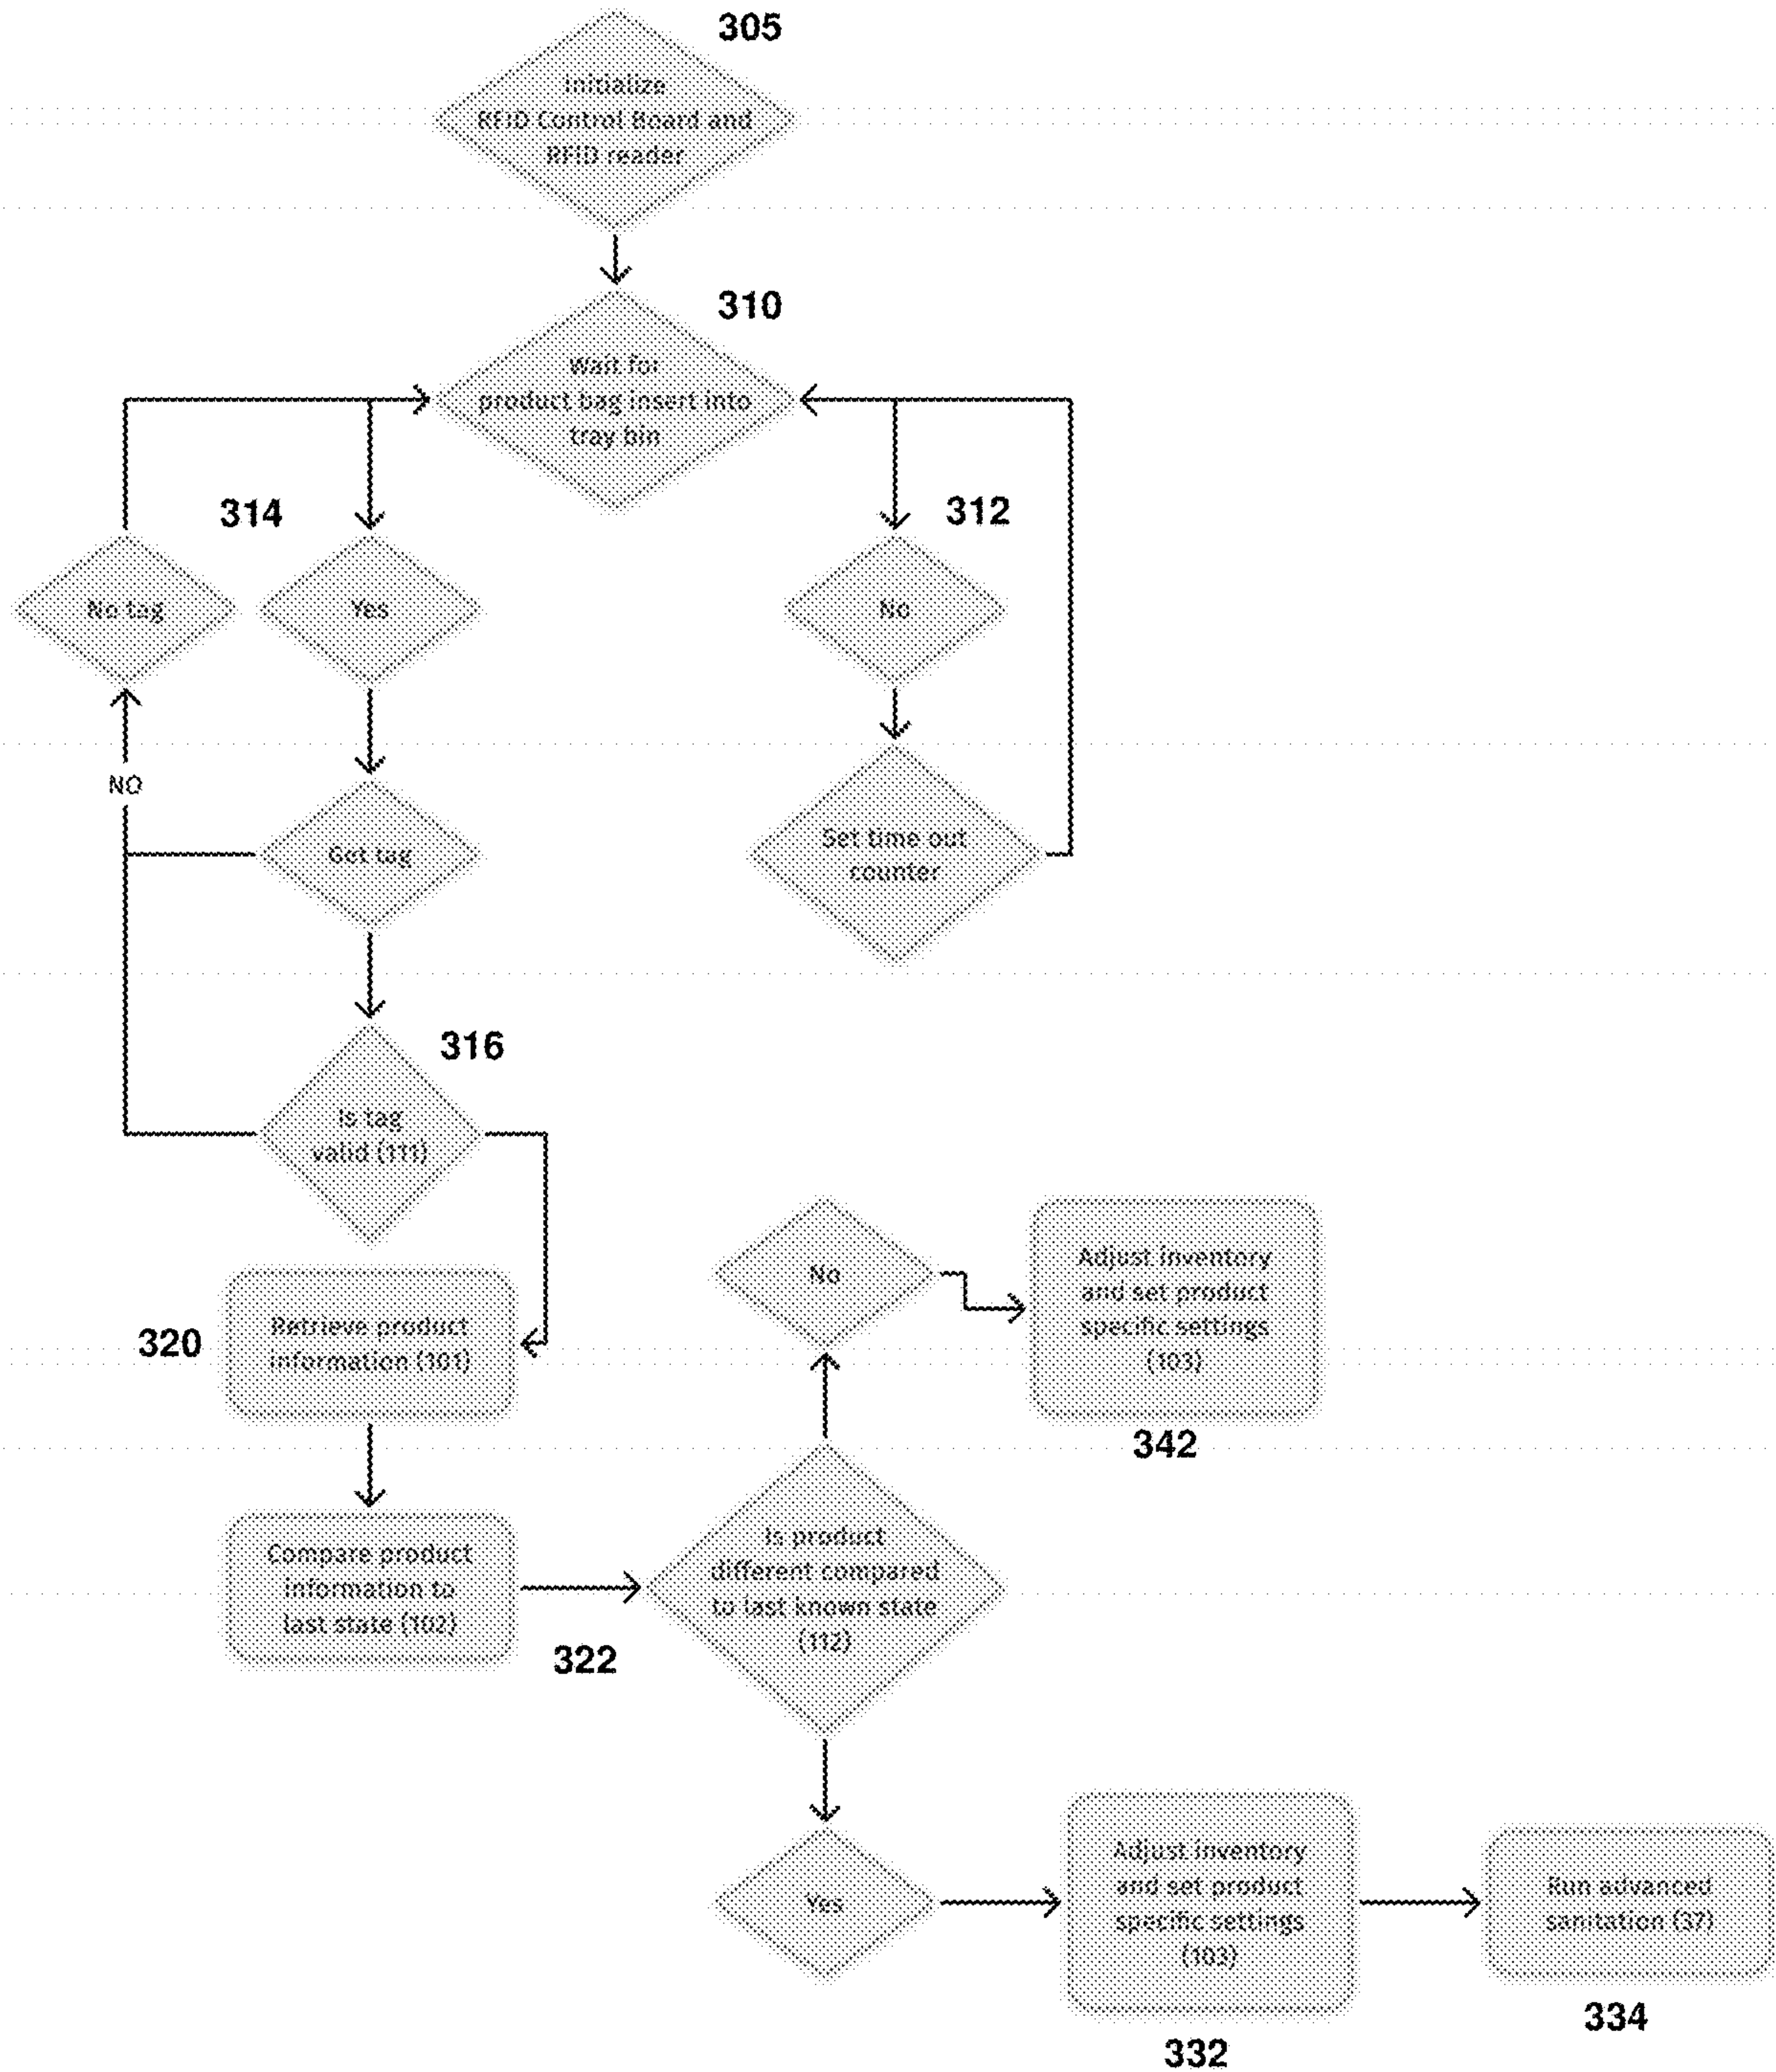 305
Initialize
RFID Control Board and
RFID reader
310
Wait for
product bag insert into
tray bin
314
312
No tag
Yes
No
NO
Get tag
Set time out
counter
316
Is tag
valid (111)
No
Adjust inventory
and set product
specific settings
(103)
320
Retrieve product
information (101)
342
Compare product
information to
last state (102)
322
Is product
different compared
to last known state
(112)
Yes
Adjust inventory
and set product
specific settings
(103)
Run advanced
sanitation (37)
334
332